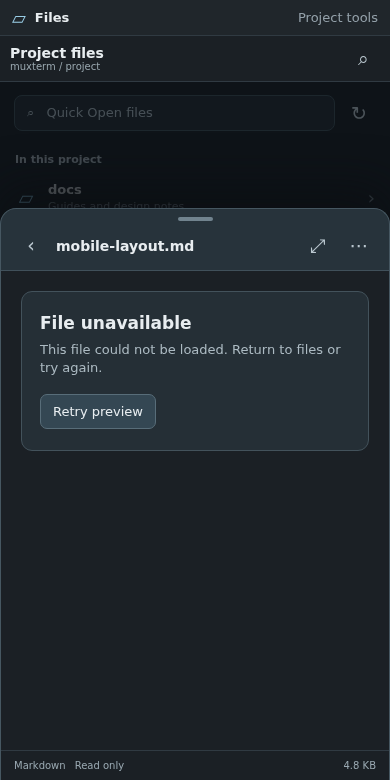 Files
Project tools
Project files
muxterm / project
Quick Open files
In this project
docs
Guides and design notes
mobile-layout.md
File unavailable
This file could not be loaded. Return to files or
try again.
Retry preview
Markdown Read only
4.8 KB